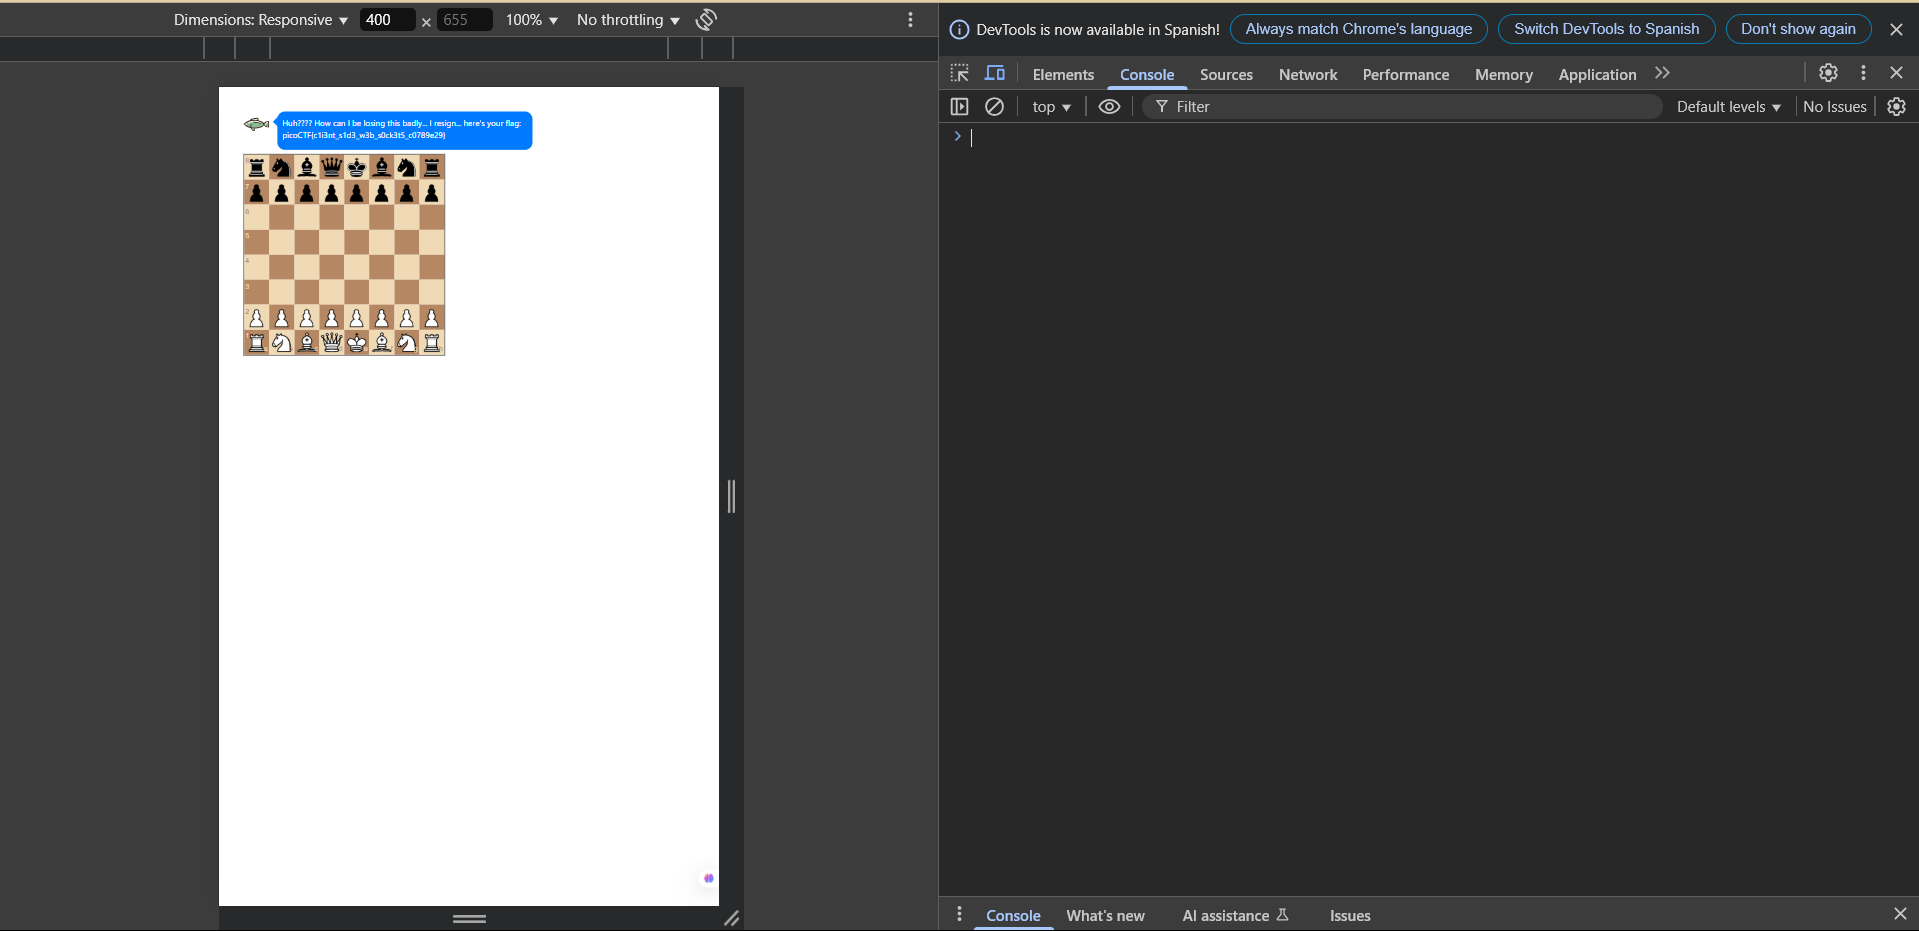 Dimensions: Responsive 400 × 655 100% No throttling
DevTools is now available in Spanish! Always match Chrome's language Switch DevTools to Spanish Don't show again
Elements Console Sources Network Performance Memory Application
top Filter Default levels No Issues
Huh???? How can I be losing this badly... I resign... here's your flag:
picoCTF{c1i3nt_s1d3_w3b_s0ck3t5_c0789e29}
8
7
6
5
4
3
2
Console What's new AI assistance Issues